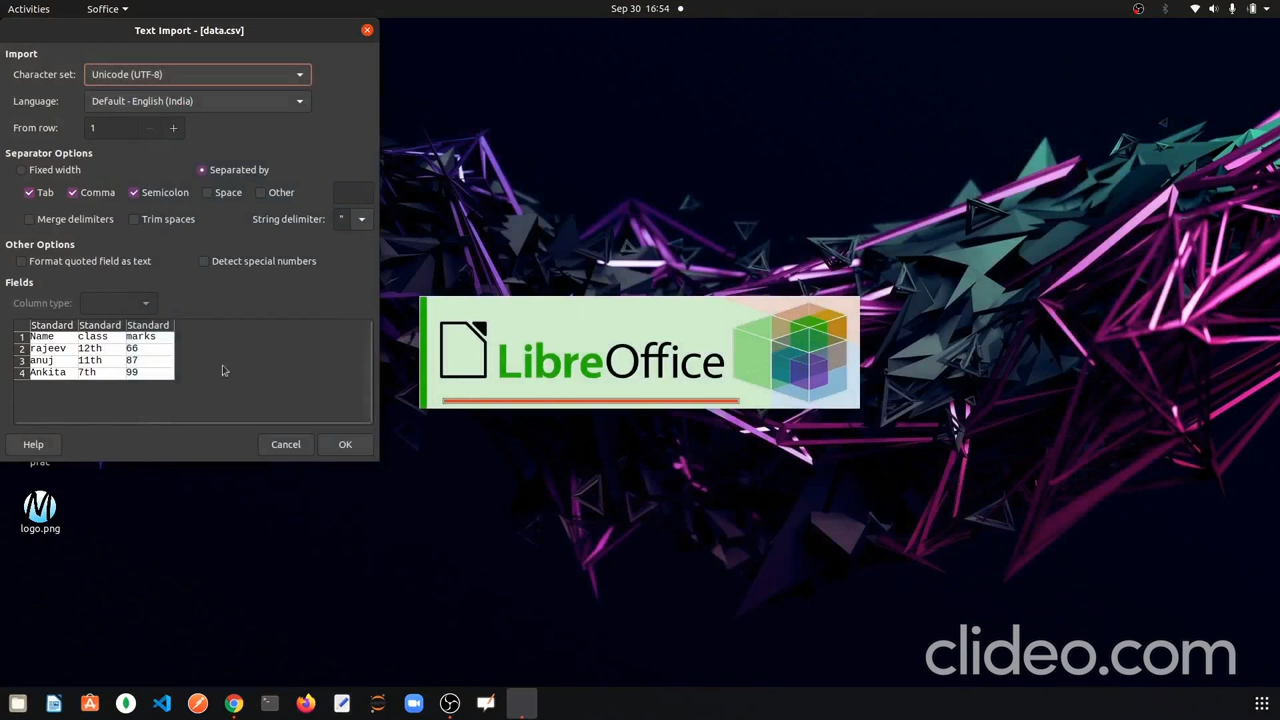 Activities
Soffice
Sep 30 16:54
Text Import - [data.csv]
Import
Character set: Unicode (UTF-8)
Language: Default - English (India)
From row: 1
Separator Options
Fixed width Separated by
Tab Comma Semicolon Space Other
Merge delimiters Trim spaces String delimiter: "
Other Options
Format quoted field as text Detect special numbers
Fields
Column type:
Standard Standard Standard
1 Name class marks
2 rajeev 12th 66
3 anuj 11th 87
4 Ankita 7th 99
Help Cancel OK
LibreOffice
prac
logo.png
clideo.com